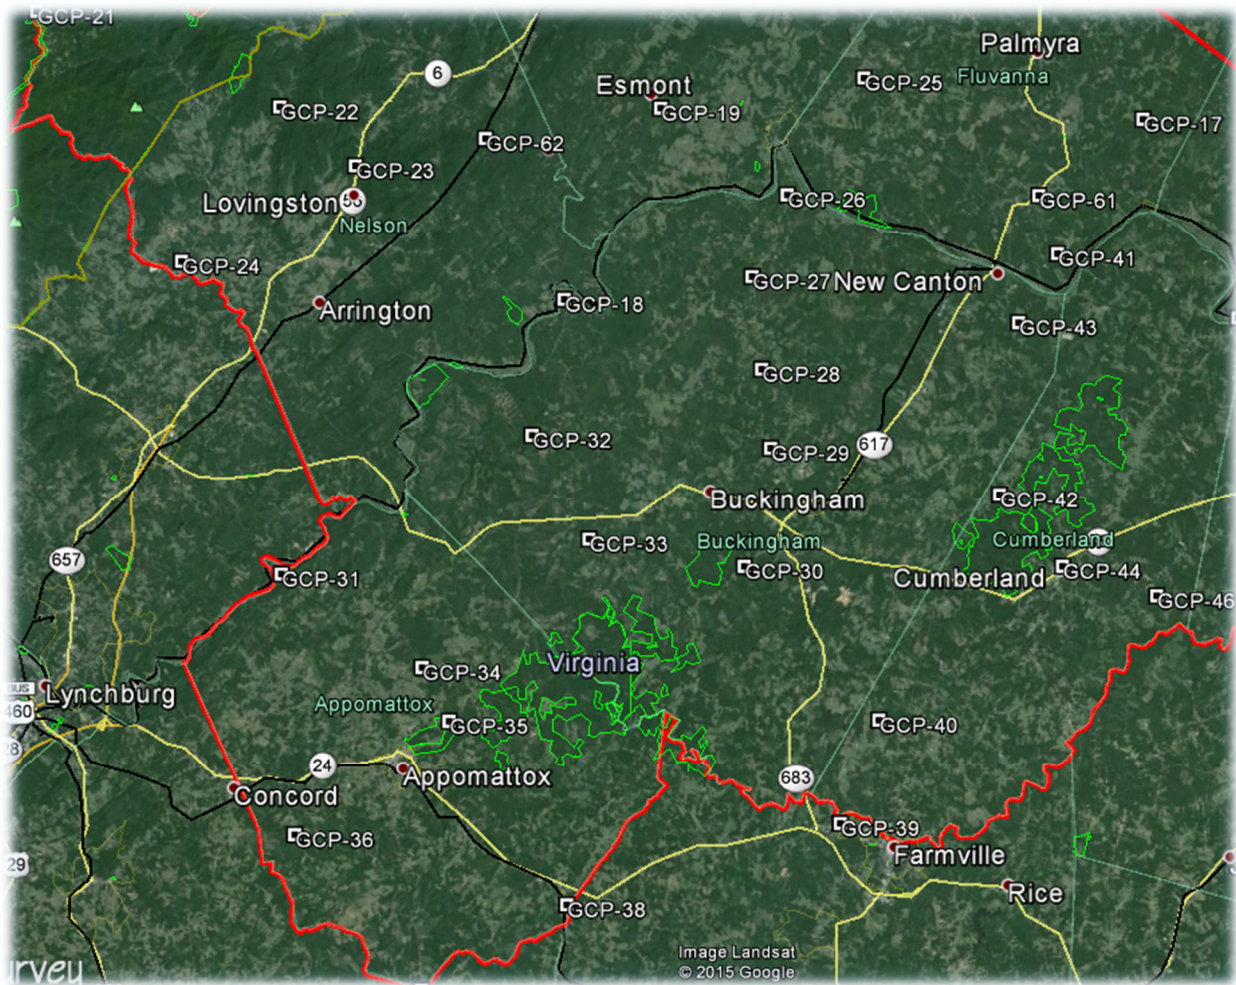 GCP-21
Palmyra
Fluvanna
6
Esmont
GCP-25
GCP-22
GCP-19
GCP-17
GCP-62
GCP-23
Lovingston
Nelson
GCP-26
GCP-61
GCP-24
GCP-41
GCP-27
New Canton
GCP-18
Arrington
GCP-43
GCP-28
GCP-32
GCP-29
617
Buckingham
GCP-42
GCP-33
Buckingham
Cumberland
657
GCP-31
GCP-30
Cumberland
GCP-44
GCP-46
Virginia
GCP-34
BUS
Lynchburg
460
Appomattox
GCP-35
GCP-40
28
24
Appomattox
683
Concord
GCP-36
GCP-39
Farmville
29
Rice
GCP-38
Image Landsat
© 2015 Google
urvey